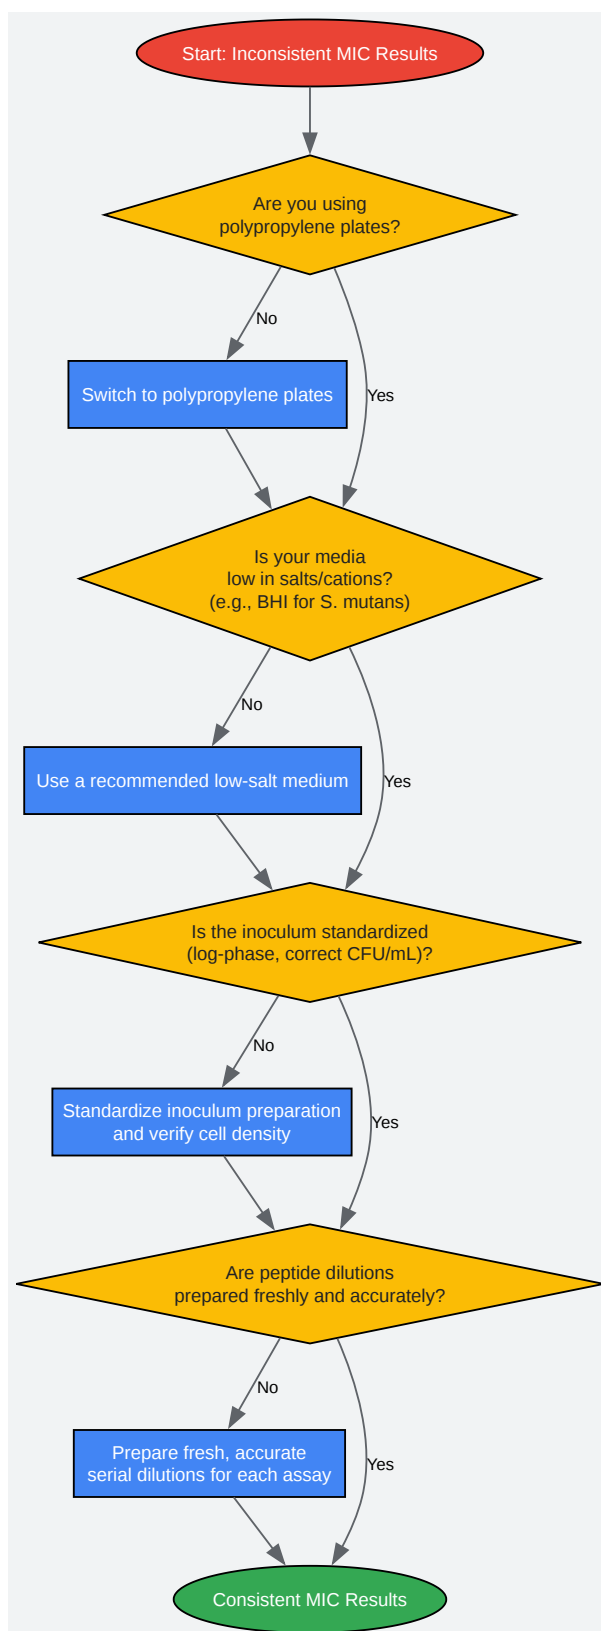 Start: Inconsistent MIC Results
Are you using
polypropylene plates?
No
Switch to polypropylene plates
Yes
Is your media
low in salts/cations?
(e.g., BHI for S. mutans)
No
Use a recommended low-salt medium
Yes
Is the inoculum standardized
(log-phase, correct CFU/mL)?
No
Standardize inoculum preparation
and verify cell density
Yes
Are peptide dilutions
prepared freshly and accurately?
No
Prepare fresh, accurate
serial dilutions for each assay
Yes
Consistent MIC Results